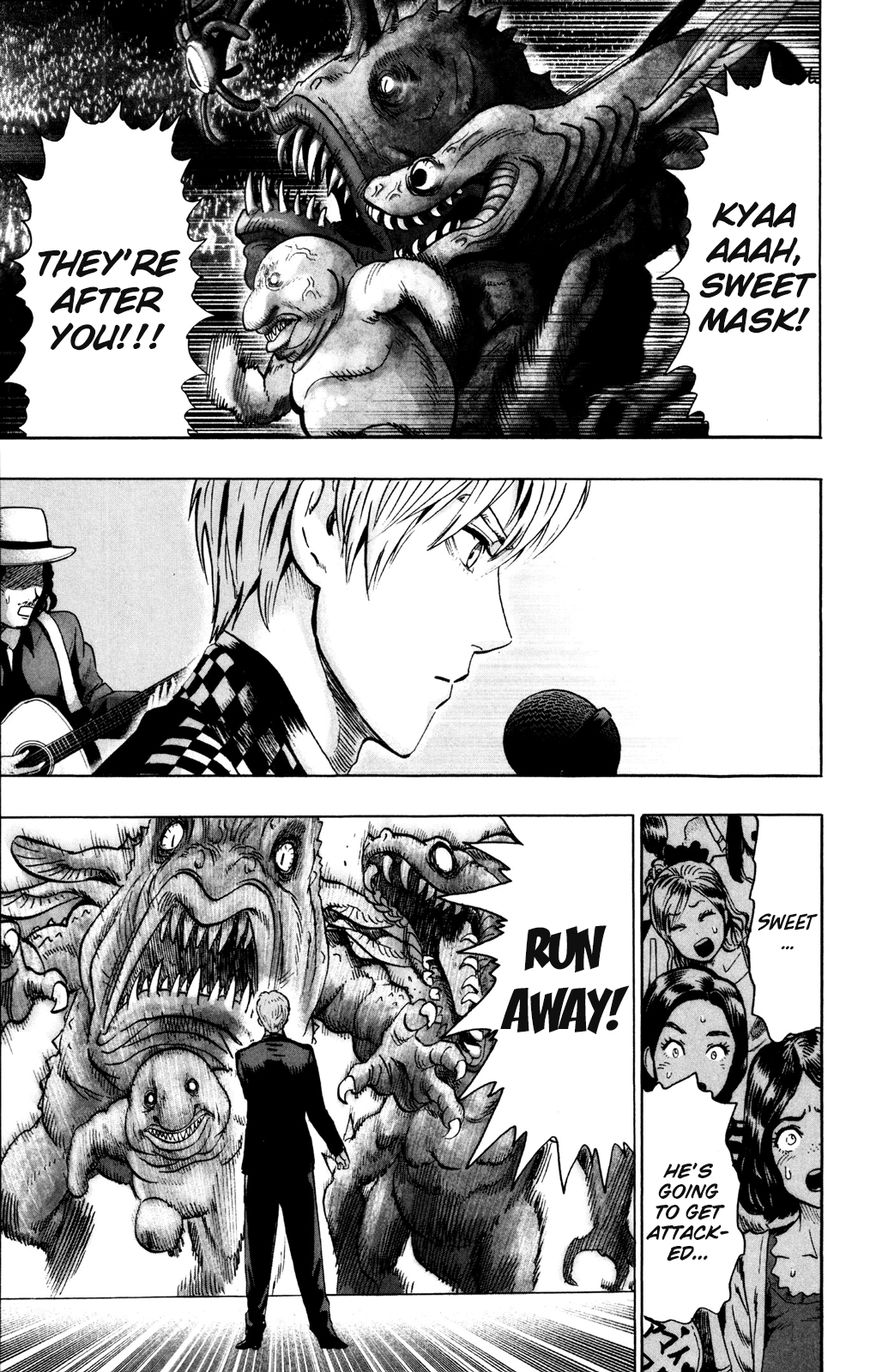 KYAA
AAAH,
SWEET
MASK!
THEY'RE
AFTER
YOU!!!
SWEET
...
HE'S
GOING
TO GET
ATTACK-
ED...
RUN
AWAY!